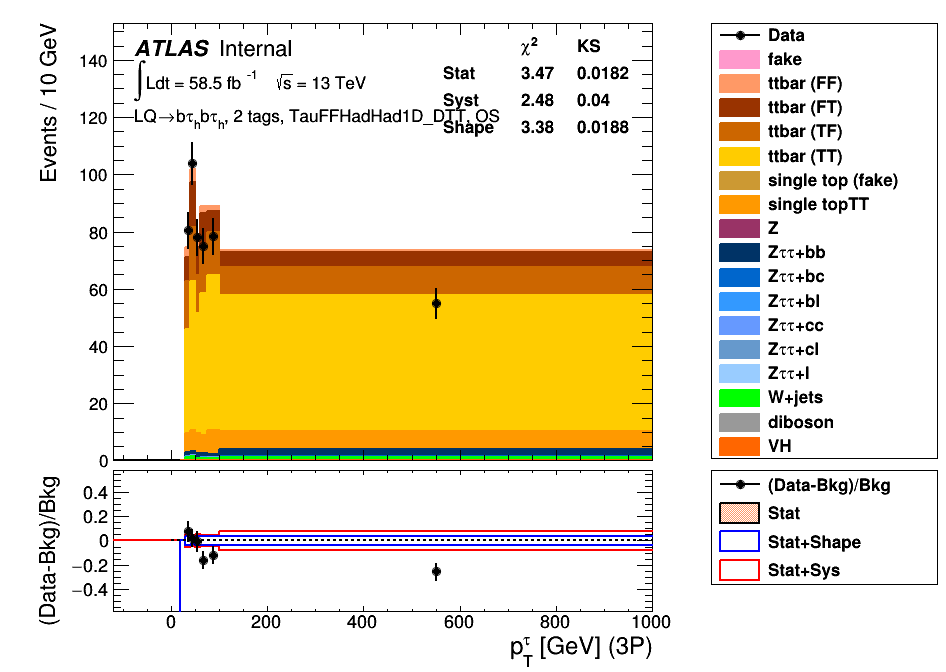 Events / 10 GeV
140
120
100
80
60
40
20
0
ATLAS Internal
∫Ldt = 58.5 fb⁻¹ √s = 13 TeV
LQ→bτₕbτₕ, 2 tags, TauFFHadHad1D_DTT, OS
χ² KS
Stat 3.47 0.0182
Syst 2.48 0.04
Shape 3.38 0.0188
Data
fake
ttbar (FF)
ttbar (FT)
ttbar (TF)
ttbar (TT)
single top (fake)
single topTT
Z
Zττ+bb
Zττ+bc
Zττ+bl
Zττ+cc
Zττ+cl
Zττ+l
W+jets
diboson
VH
(Data-Bkg)/Bkg
0.4
0.2
0
−0.2
−0.4
0 200 400 600 800 1000
p_T^τ [GeV] (3P)
(Data-Bkg)/Bkg
Stat
Stat+Shape
Stat+Sys